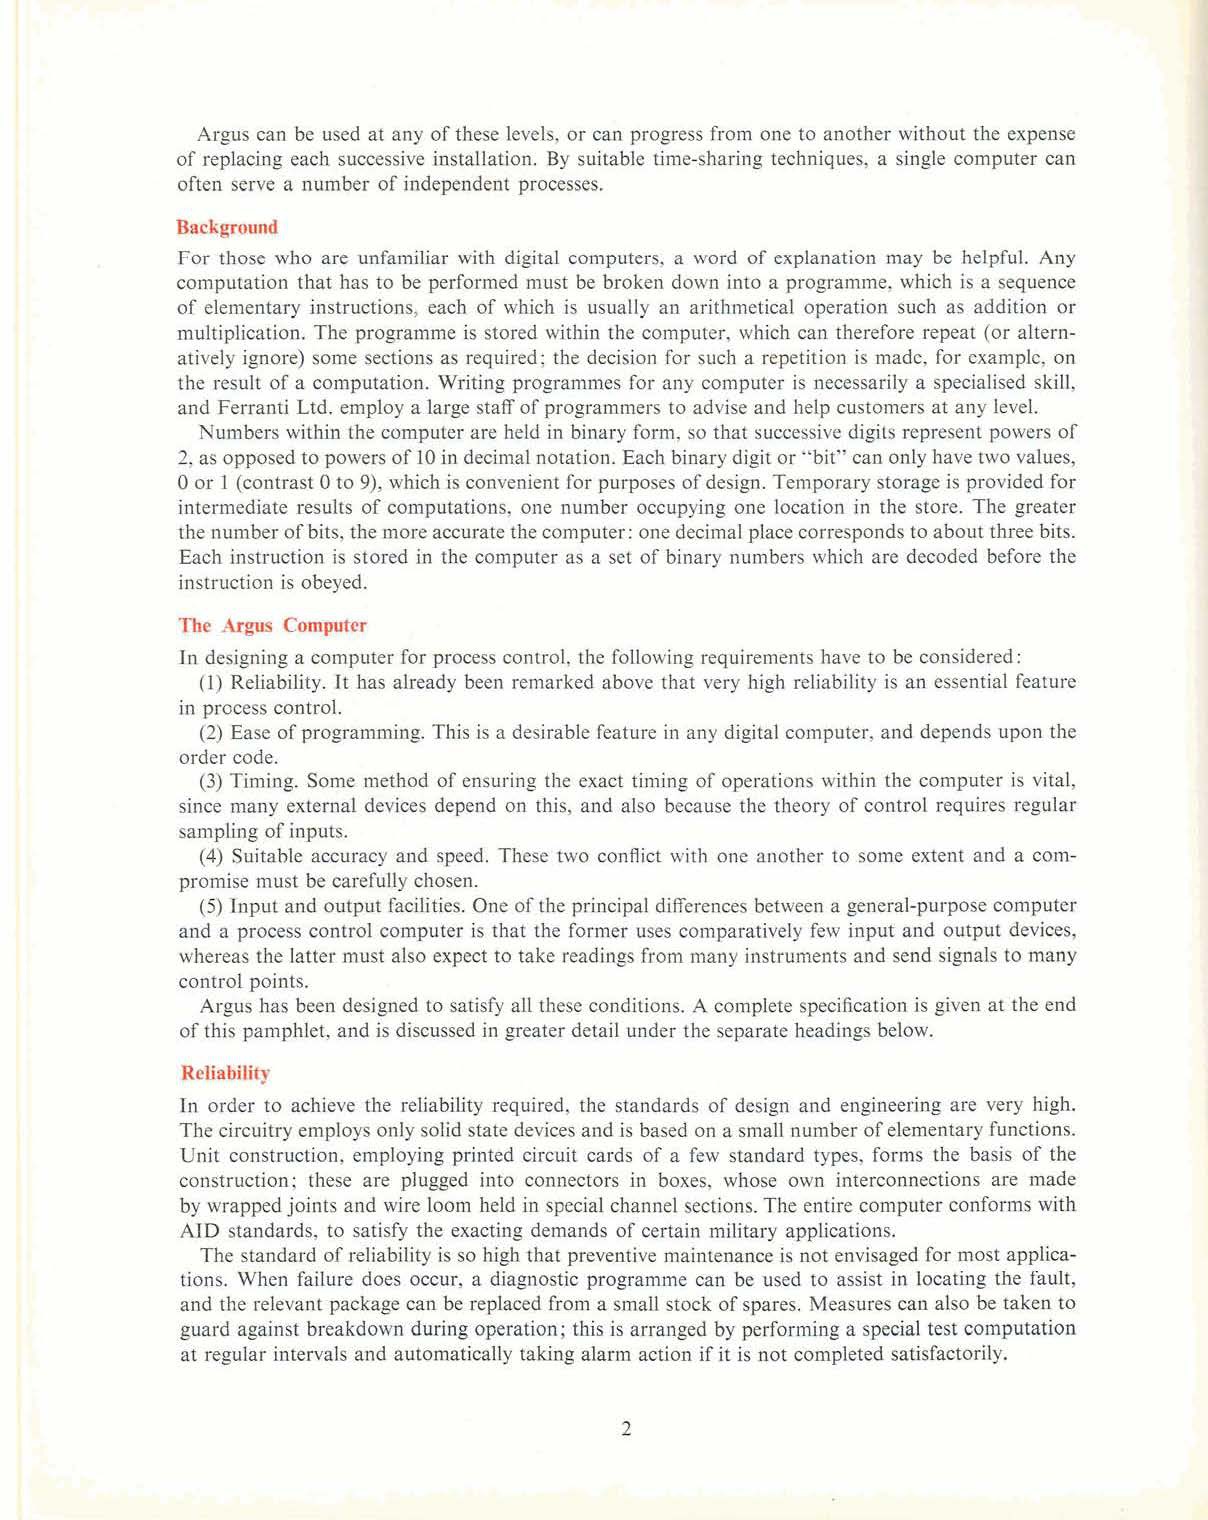 Argus can be used at any of these levels, or can progress from one to another without the expense
of replacing each successive installation. By suitable time-sharing techniques, a single computer can
often serve a number of independent processes.
Background
For those who are unfamiliar with digital computers, a word of explanation may be helpful. Any
computation that has to be performed must be broken down into a programme, which is a sequence
of elementary instructions, each of which is usually an arithmetical operation such as addition or
multiplication. The programme is stored within the computer, which can therefore repeat (or altern-
atively ignore) some sections as required; the decision for such a repetition is made, for example, on
the result of a computation. Writing programmes for any computer is necessarily a specialised skill,
and Ferranti Ltd. employ a large staff of programmers to advise and help customers at any level.
Numbers within the computer are held in binary form, so that successive digits represent powers of
2, as opposed to powers of 10 in decimal notation. Each binary digit or “bit” can only have two values,
0 or 1 (contrast 0 to 9), which is convenient for purposes of design. Temporary storage is provided for
intermediate results of computations, one number occupying one location in the store. The greater
the number of bits, the more accurate the computer: one decimal place corresponds to about three bits.
Each instruction is stored in the computer as a set of binary numbers which are decoded before the
instruction is obeyed.
The Argus Computer
In designing a computer for process control, the following requirements have to be considered:
(1) Reliability. It has already been remarked above that very high reliability is an essential feature
in process control.
(2) Ease of programming. This is a desirable feature in any digital computer, and depends upon the
order code.
(3) Timing. Some method of ensuring the exact timing of operations within the computer is vital,
since many external devices depend on this, and also because the theory of control requires regular
sampling of inputs.
(4) Suitable accuracy and speed. These two conflict with one another to some extent and a com-
promise must be carefully chosen.
(5) Input and output facilities. One of the principal differences between a general-purpose computer
and a process control computer is that the former uses comparatively few input and output devices,
whereas the latter must also expect to take readings from many instruments and send signals to many
control points.
Argus has been designed to satisfy all these conditions. A complete specification is given at the end
of this pamphlet, and is discussed in greater detail under the separate headings below.
Reliability
In order to achieve the reliability required, the standards of design and engineering are very high.
The circuitry employs only solid state devices and is based on a small number of elementary functions.
Unit construction, employing printed circuit cards of a few standard types, forms the basis of the
construction; these are plugged into connectors in boxes, whose own interconnections are made
by wrapped joints and wire loom held in special channel sections. The entire computer conforms with
AID standards, to satisfy the exacting demands of certain military applications.
The standard of reliability is so high that preventive maintenance is not envisaged for most applica-
tions. When failure does occur, a diagnostic programme can be used to assist in locating the fault,
and the relevant package can be replaced from a small stock of spares. Measures can also be taken to
guard against breakdown during operation; this is arranged by performing a special test computation
at regular intervals and automatically taking alarm action if it is not completed satisfactorily.
2